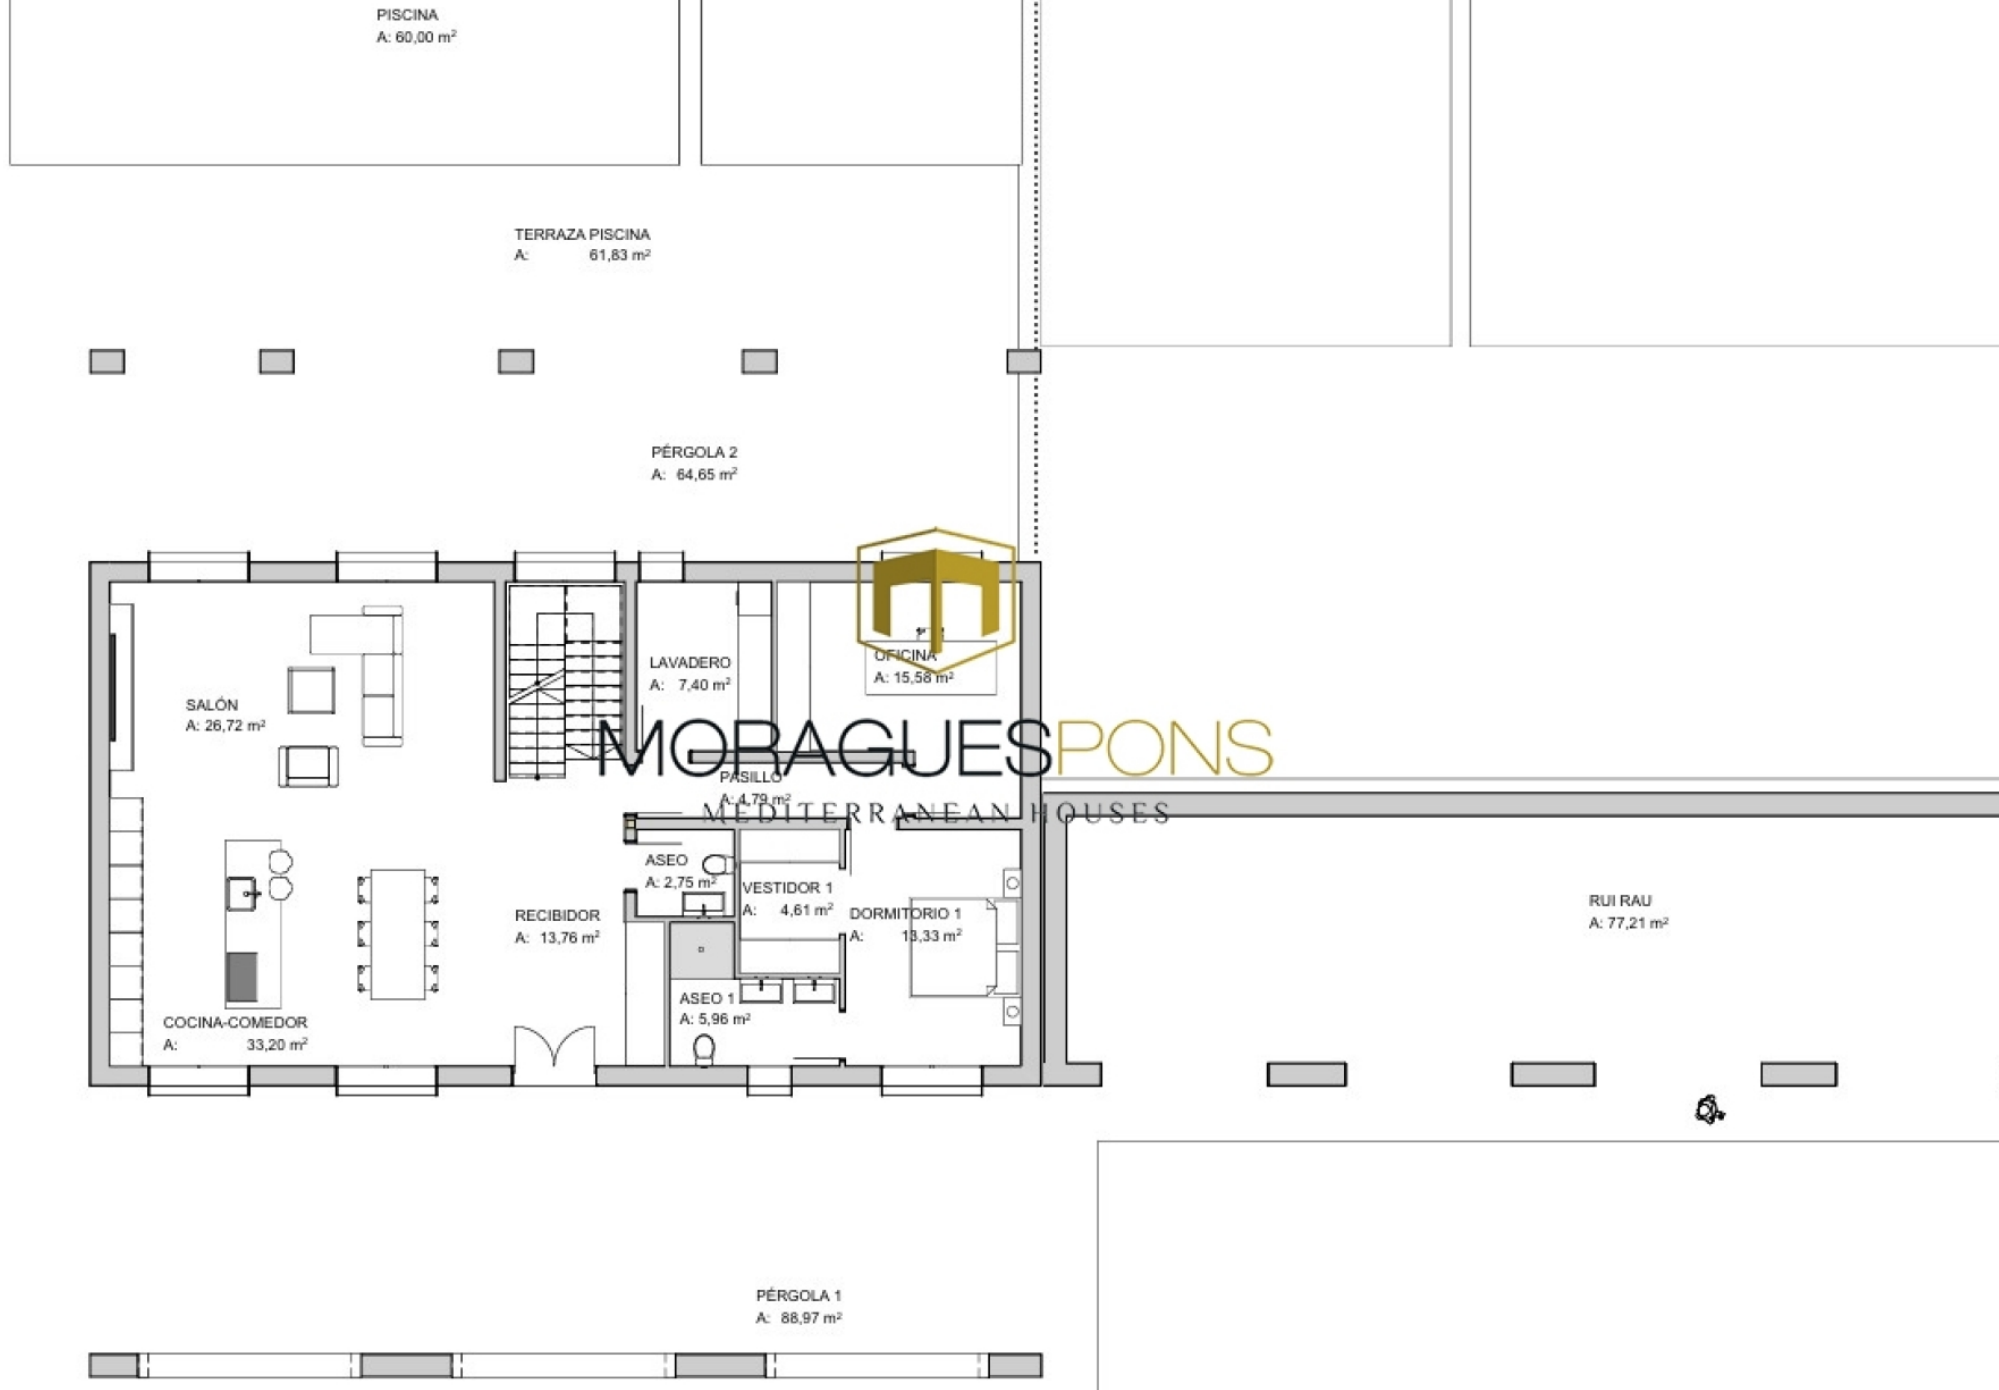 PISCINA
A: 60,00 m²
TERRAZA PISCINA
A: 61,83 m²
PÉRGOLA 2
A: 64,65 m²
LAVADERO
A: 7,40 m²
OFICINA
A: 15,58 m²
SALÓN
A: 26,72 m²
MORAGUESPONS
MEDITERRANEAN HOUSES
PASILLO
A: 4,79 m²
ASEO
A: 2,75 m²
VESTIDOR 1
A: 4,61 m²
DORMITORIO 1
A: 13,33 m²
RECIBIDOR
A: 13,76 m²
RUI RAU
A: 77,21 m²
ASEO 1
A: 5,96 m²
COCINA-COMEDOR
A: 33,20 m²
PÉRGOLA 1
A: 88,97 m²